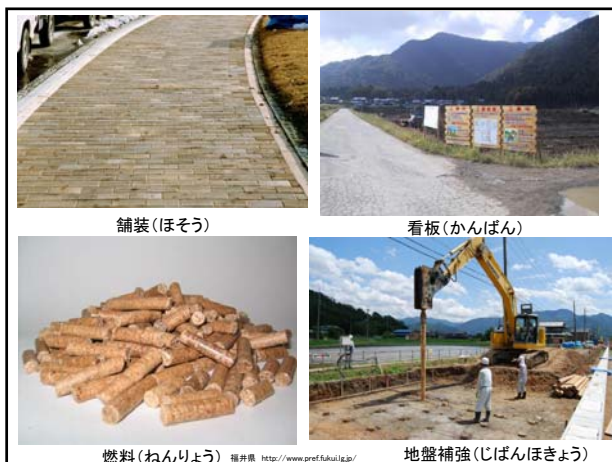 舗装(ほそう)
看板(かんばん)
燃料(ねんりょう)
福井県 http://www.pref.fukui.lg.jp/
地盤補強(じばんほきょう)